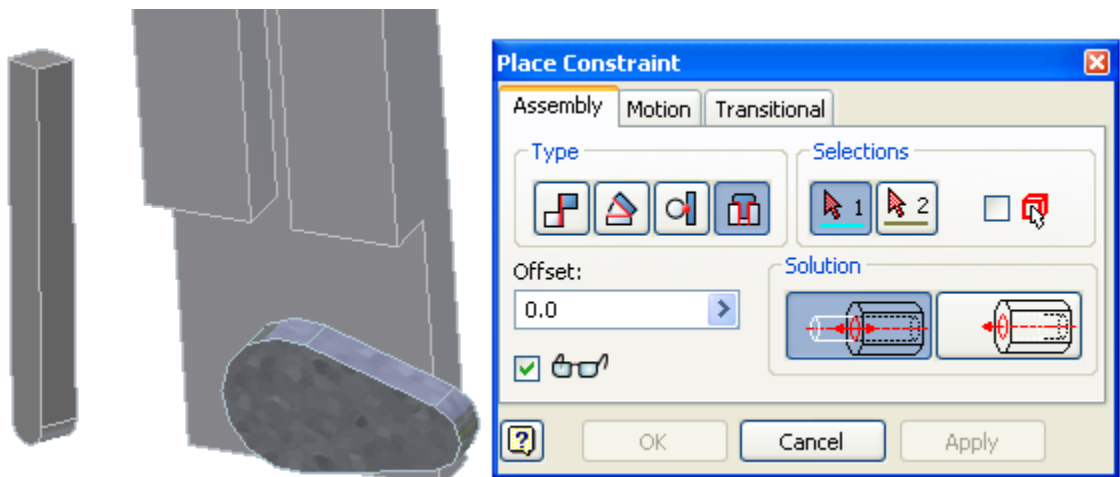 Place Constraint
Assembly Motion Transitional
Type
Selections
1 2
Offset:
Solution
0.0
?
OK Cancel Apply